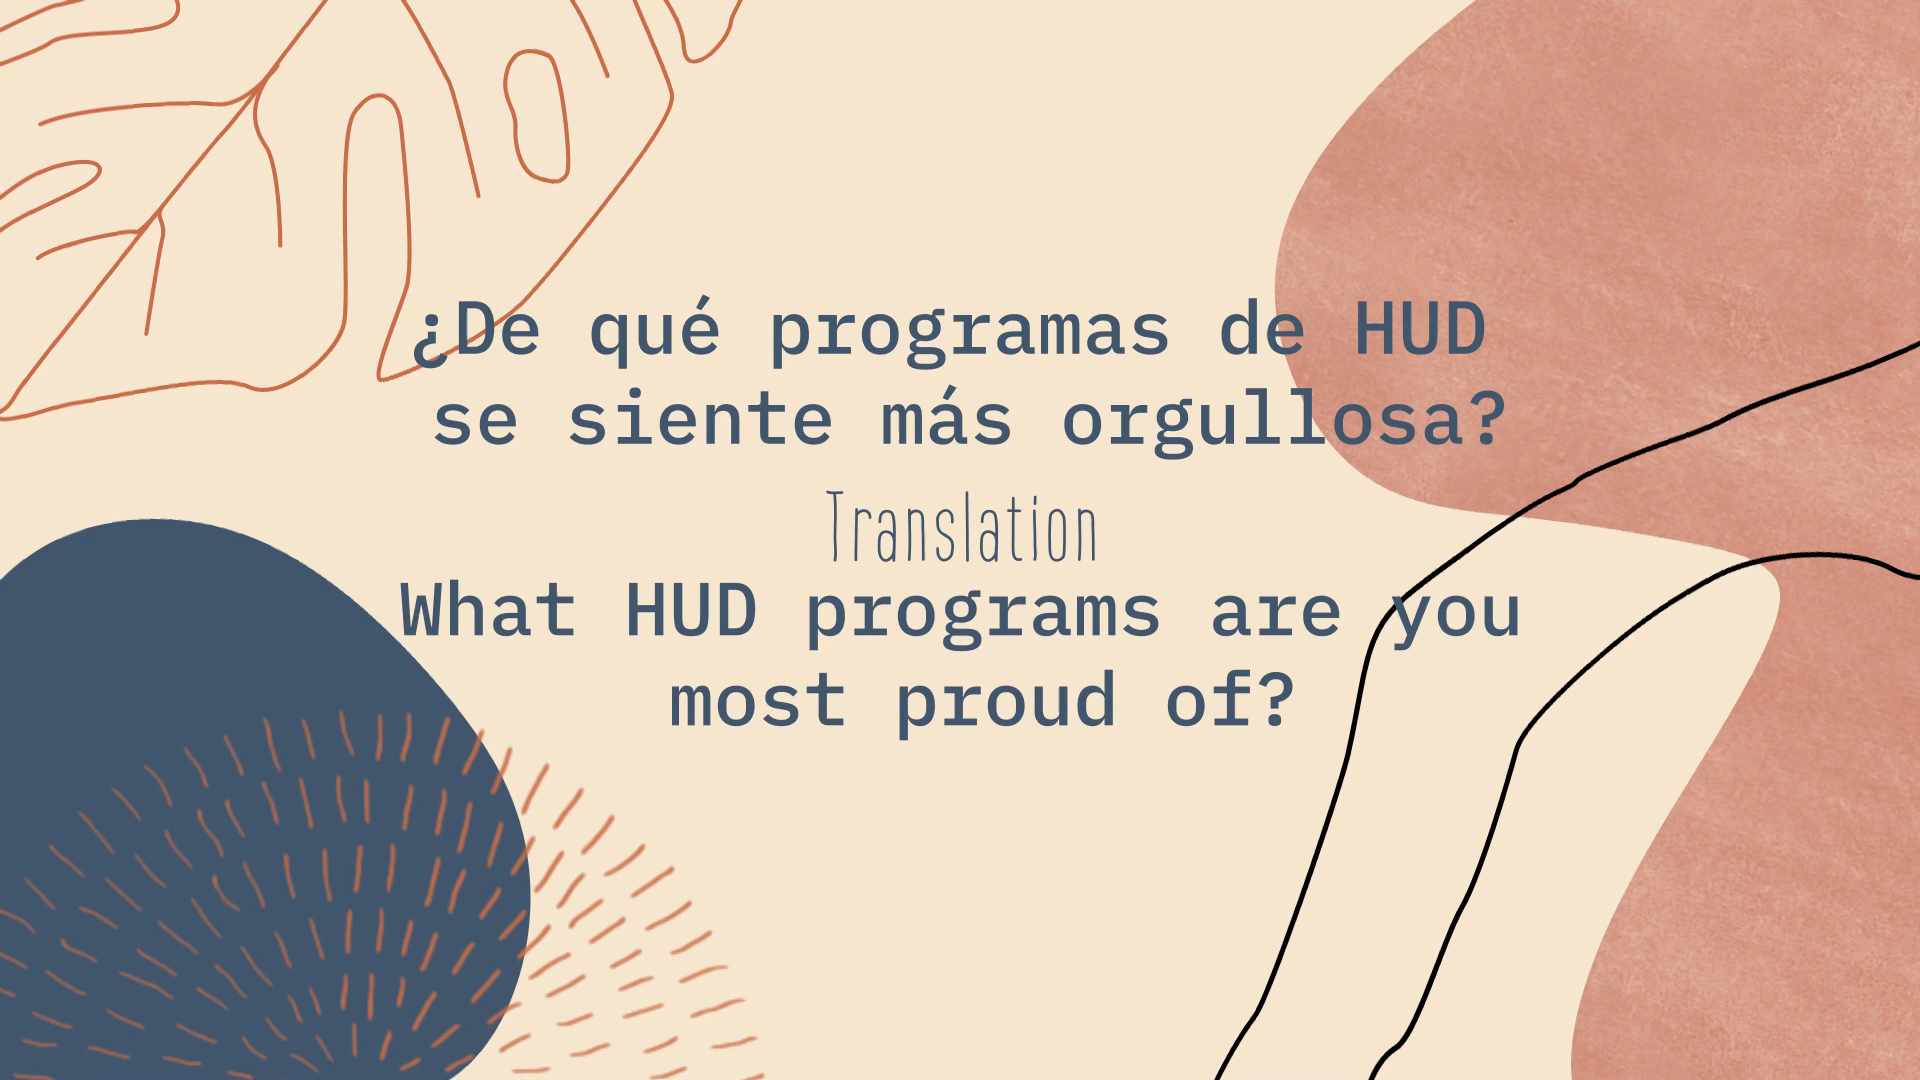 ¿De qué programas de HUD
se siente más orgullosa?
Translation
What HUD programs are you
most proud of?